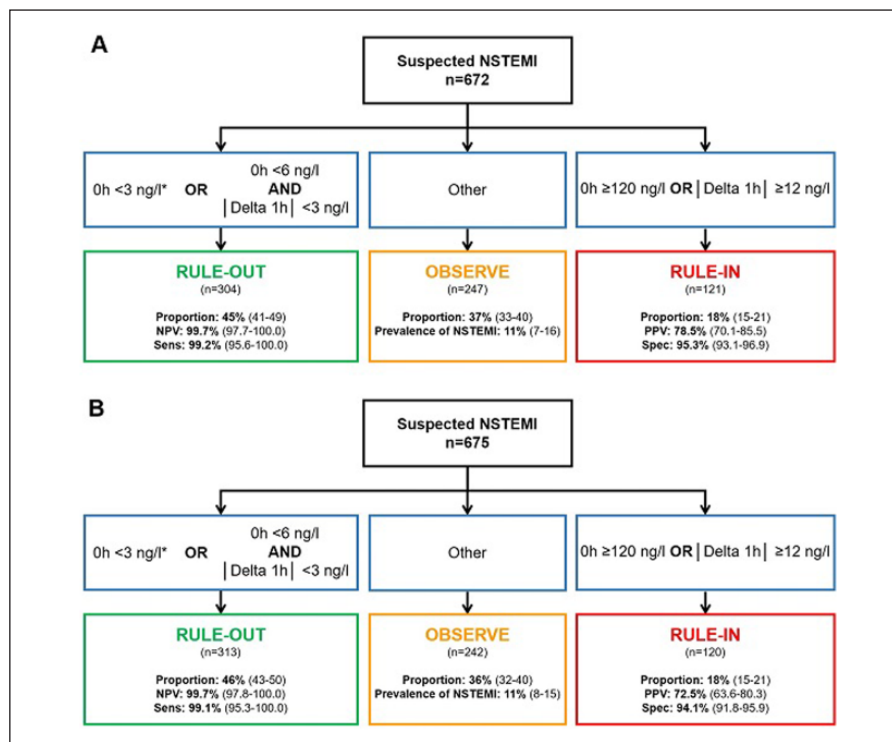 A
Suspected NSTEMI
n=672
0h <3 ng/l* OR
0h <6 ng/l
AND
|Delta 1h| <3 ng/l
Other
0h ≥120 ng/l OR |Delta 1h| ≥12 ng/l
RULE-OUT
(n=304)
Proportion: 45% (41-49)
NPV: 99.7% (97.7-100.0)
Sens: 99.2% (95.6-100.0)
OBSERVE
(n=247)
Proportion: 37% (33-40)
Prevalence of NSTEMI: 11% (7-16)
RULE-IN
(n=121)
Proportion: 18% (15-21)
PPV: 78.5% (70.1-85.5)
Spec: 95.3% (93.1-96.9)
B
Suspected NSTEMI
n=675
0h <3 ng/l* OR
0h <6 ng/l
AND
|Delta 1h| <3 ng/l
Other
0h ≥120 ng/l OR |Delta 1h| ≥12 ng/l
RULE-OUT
(n=313)
Proportion: 46% (43-50)
NPV: 99.7% (97.8-100.0)
Sens: 99.1% (95.3-100.0)
OBSERVE
(n=242)
Proportion: 36% (32-40)
Prevalence of NSTEMI: 11% (8-15)
RULE-IN
(n=120)
Proportion: 18% (15-21)
PPV: 72.5% (63.6-80.3)
Spec: 94.1% (91.8-95.9)